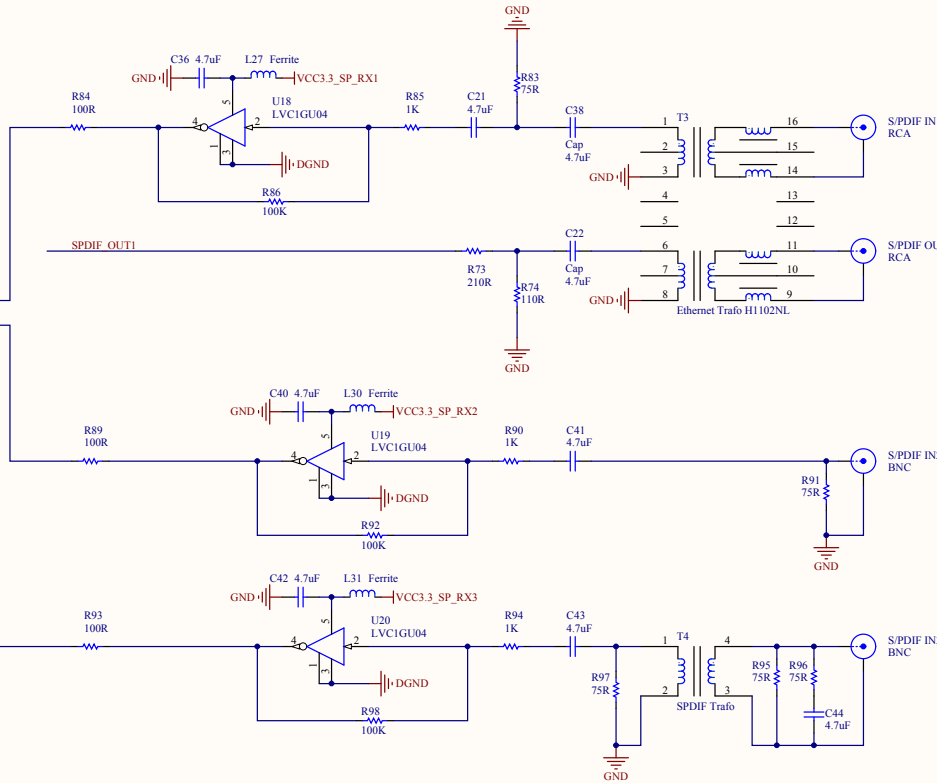 GND
C36 4.7uF
L27 Ferrite
GND
VCC3.3_SP_RX1
R83
75R
R84
100R
5
U18
LVC1GU04
R85
1K
C21
4.7uF
C38
Cap
4.7uF
T3
4
2
1
3
DGND
R86
100K
1
2
3
4
5
6
7
8
16
15
14
13
12
11
10
9
GND
S/PDIF IN
RCA
SPDIF_OUT1
R73
210R
R74
110R
C22
Cap
4.7uF
GND
S/PDIF OU
RCA
Ethernet Trafo H1102NL
GND
C40 4.7uF
L30 Ferrite
GND
VCC3.3_SP_RX2
R89
100R
5
U19
LVC1GU04
R90
1K
C41
4.7uF
4
2
1
3
DGND
R92
100K
R91
75R
S/PDIF IN
BNC
GND
C42 4.7uF
L31 Ferrite
GND
VCC3.3_SP_RX3
R93
100R
5
U20
LVC1GU04
R94
1K
C43
4.7uF
4
2
1
3
DGND
R98
100K
R97
75R
T4
1
2
4
3
SPDIF Trafo
R95
75R
R96
75R
C44
4.7uF
S/PDIF IN
BNC
GND